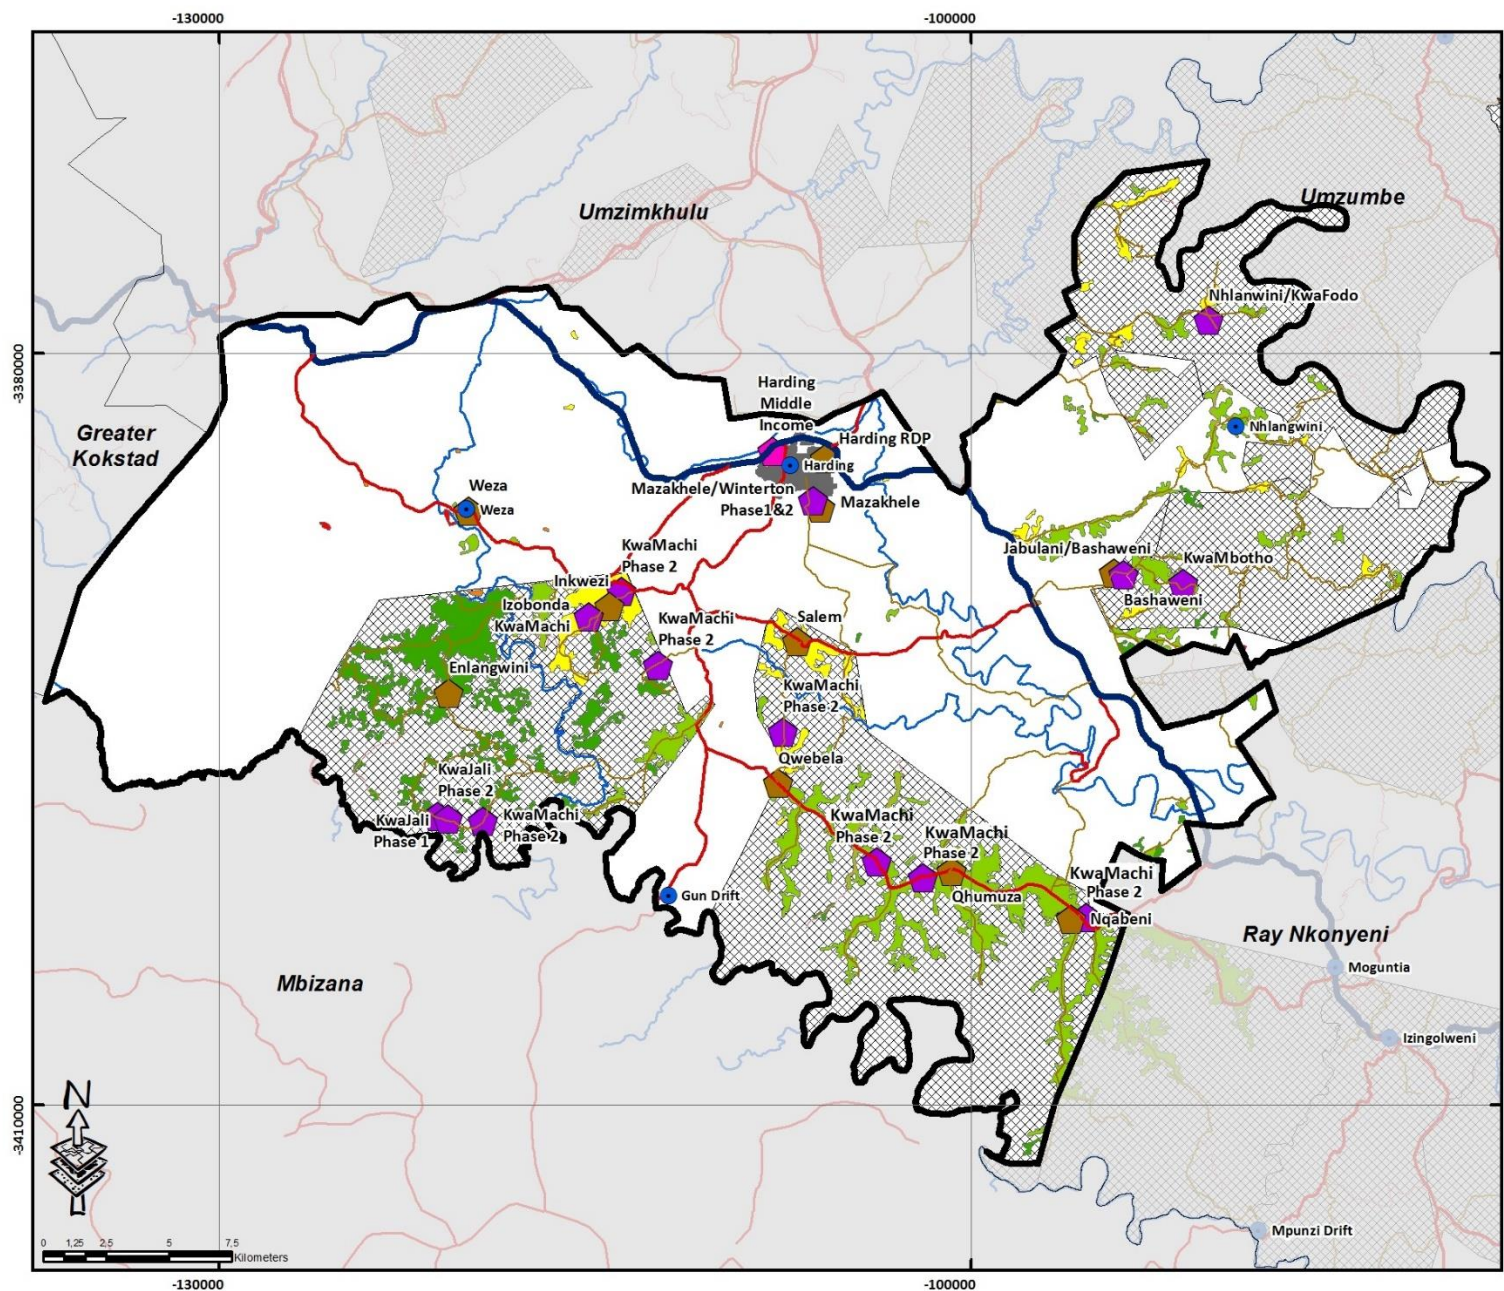 -130000
-100000
Umzimkhulu
Umzumbe
Nhlanwini/KwaFodo
-3380000
Harding
Middle
Income
Greater
Kokstad
Harding RDP
Nhlangwini
Harding
Weza
Weza
Mazakhele/Winterton
Phase1&2
Mazakhele
KwaMachi
Phase 2
Jabulani/Bashaweni
KwaMbotho
Inkwezi
Bashaweni
Izobonda
KwaMachi
KwaMachi
Phase 2
Salem
Enlangwini
KwaMachi
Phase 2
Qwebela
KwaJali
Phase 2
KwaJali
Phase 1
KwaMachi
Phase 2
KwaMachi
Phase 2
KwaMachi
Phase 2
KwaMachi
Phase 2
Qhumuza
Gun Drift
Nqabeni
Ray Nkonyeni
Moguntia
Mbizana
Izingolweni
N
-3410000
Mpunzi Drift
0 1,25 2,5 5 7,5
Kilometers
-130000
-100000